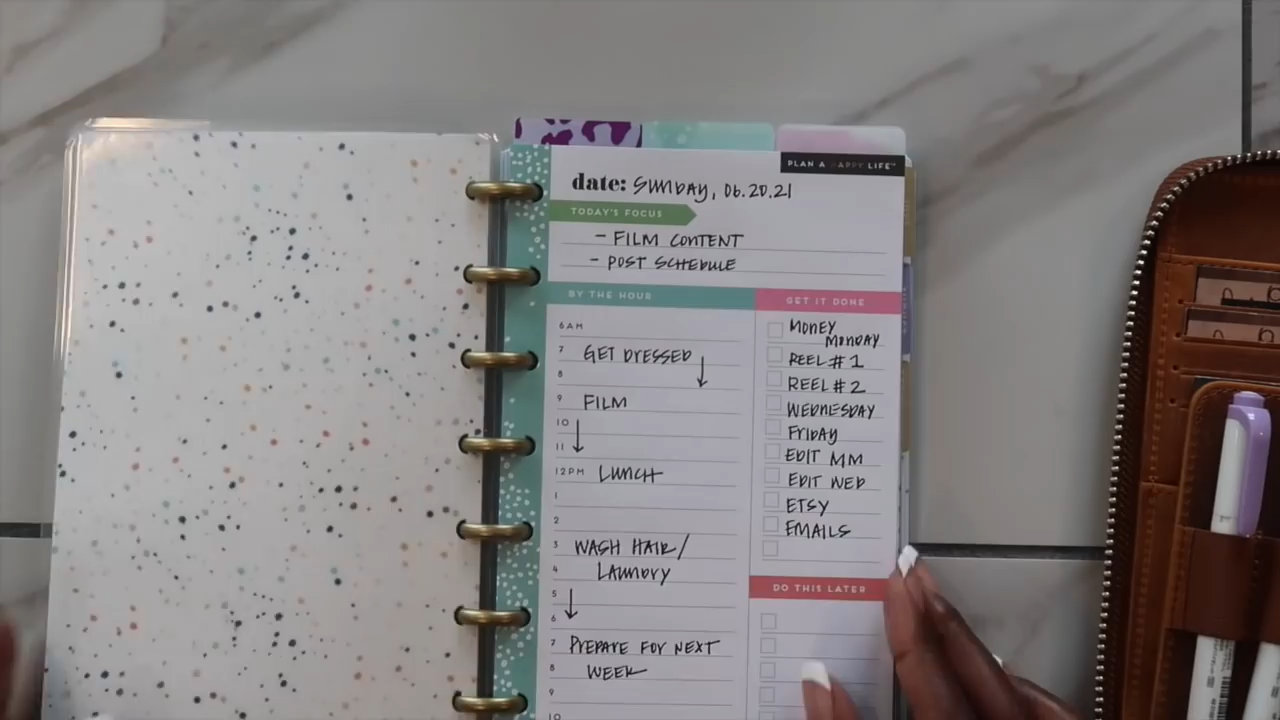 PLAN A HAPPY LIFE™
date: SUNDAY, 06.20.21
TODAY'S FOCUS
- FILM CONTENT
- POST SCHEDULE
BY THE HOUR
6AM
7 GET DRESSED
8
9 FILM
10
11
12PM LUNCH
1
2
3 WASH HAIR/
4 LAUNDRY
5
6
7 PREPARE FOR NEXT
8 WEEK
9
10
GET IT DONE
MONEY
MONDAY
REEL #1
REEL #2
WEDNESDAY
FRIDAY
EDIT MM
EDIT WED
ETSY
EMAILS
DO THIS LATER